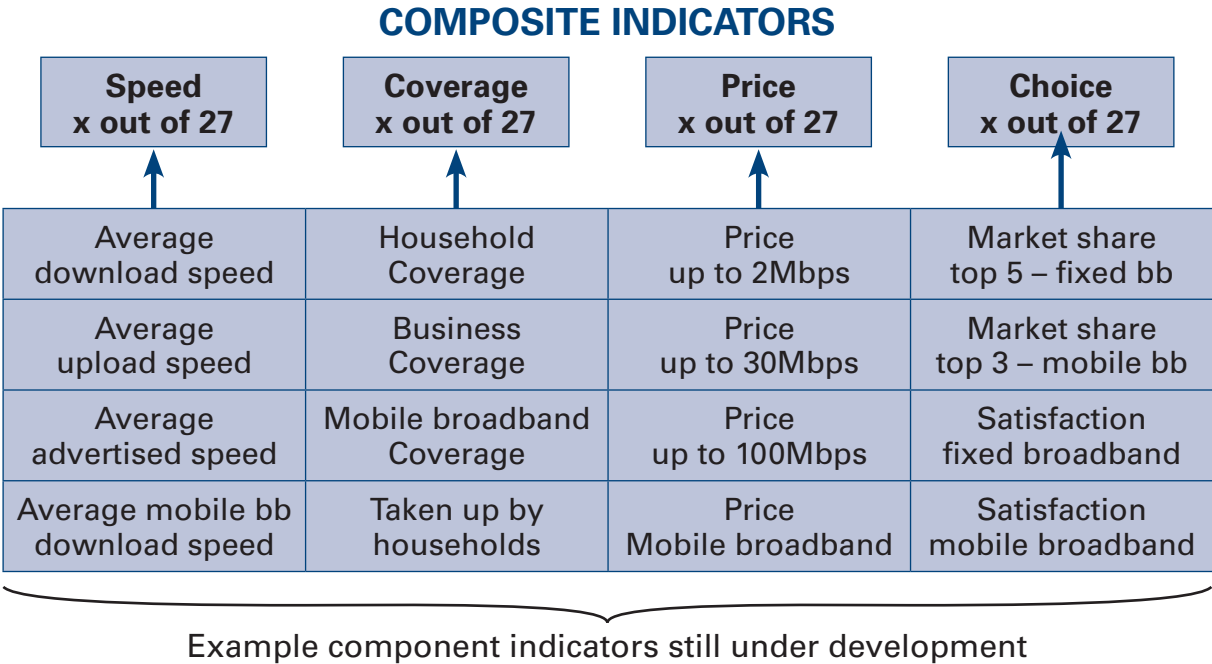 COMPOSITE INDICATORS
Speed
x out of 27
Coverage
x out of 27
Price
x out of 27
Choice
x out of 27
Average
download speed
Household
Coverage
Price
up to 2Mbps
Market share
top 5 – fixed bb
Average
upload speed
Business
Coverage
Price
up to 30Mbps
Market share
top 3 – mobile bb
Average
advertised speed
Mobile broadband
Coverage
Price
up to 100Mbps
Satisfaction
fixed broadband
Average mobile bb
download speed
Taken up by
households
Price
Mobile broadband
Satisfaction
mobile broadband
Example component indicators still under development